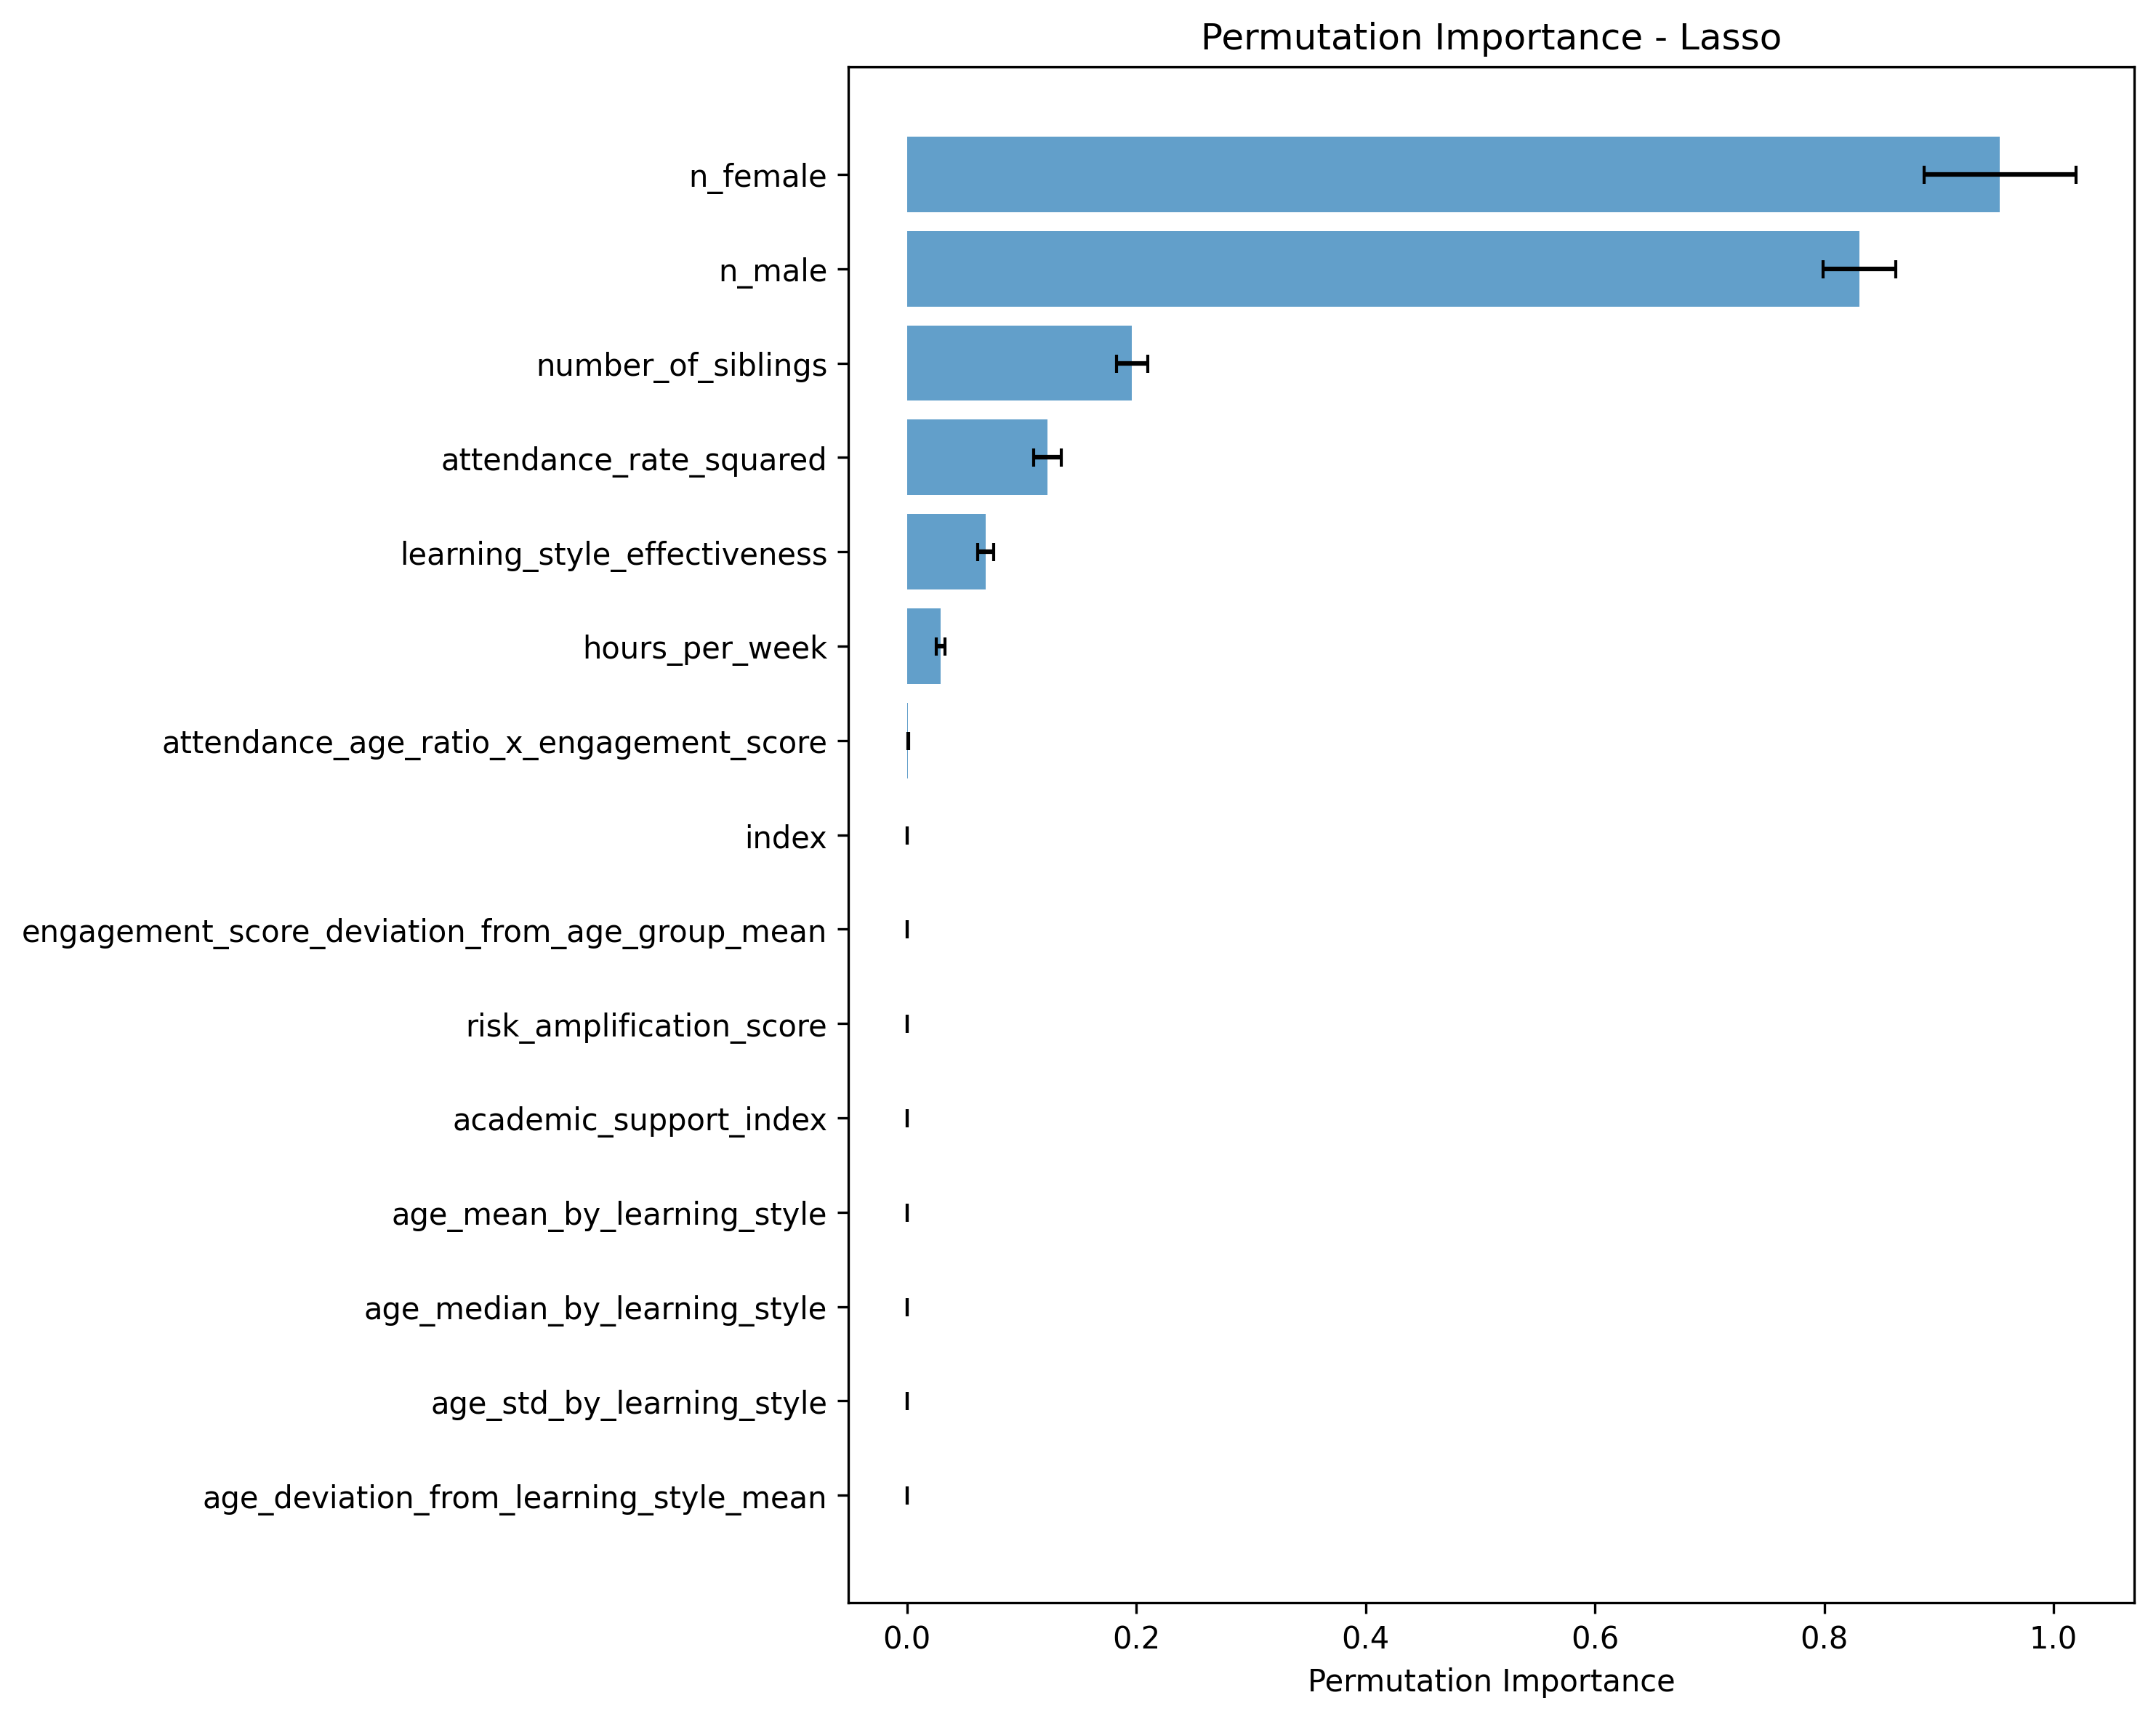 Permutation Importance - Lasso
n_female
n_male
number_of_siblings
attendance_rate_squared
learning_style_effectiveness
hours_per_week
attendance_age_ratio_x_engagement_score
index
engagement_score_deviation_from_age_group_mean
risk_amplification_score
academic_support_index
age_mean_by_learning_style
age_median_by_learning_style
age_std_by_learning_style
age_deviation_from_learning_style_mean
0.0 0.2 0.4 0.6 0.8 1.0
Permutation Importance